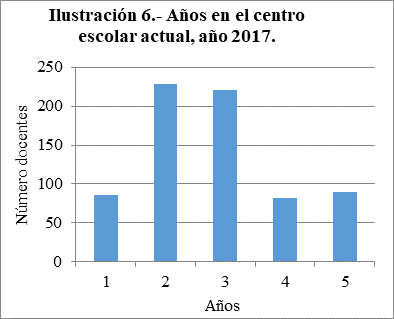 Ilustración 6.- Años en el centro
escolar actual, año 2017.
250
200
150
100
50
0
Número docentes
1 2 3 4 5
Años